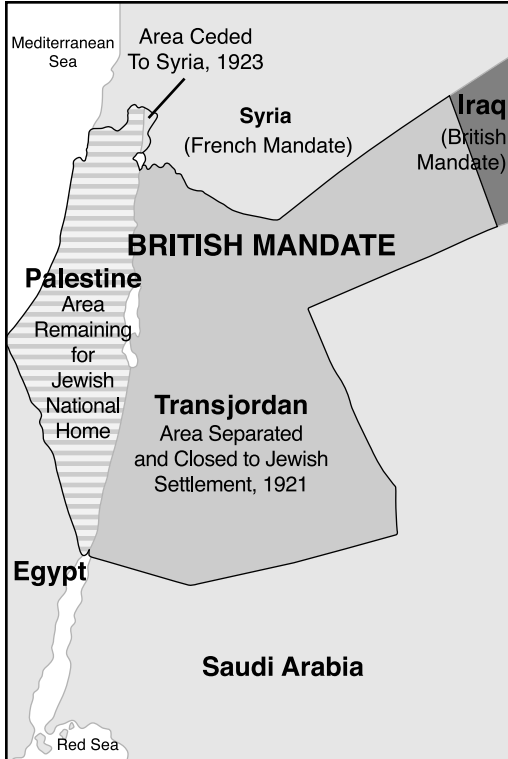 Mediterranean
Sea
Area Ceded
To Syria, 1923
Syria
(French Mandate)
Iraq
(British
Mandate)
BRITISH MANDATE
Palestine
Area
Remaining
for
Jewish
National
Home
Transjordan
Area Separated
and Closed to Jewish
Settlement, 1921
Egypt
Saudi Arabia
Red Sea